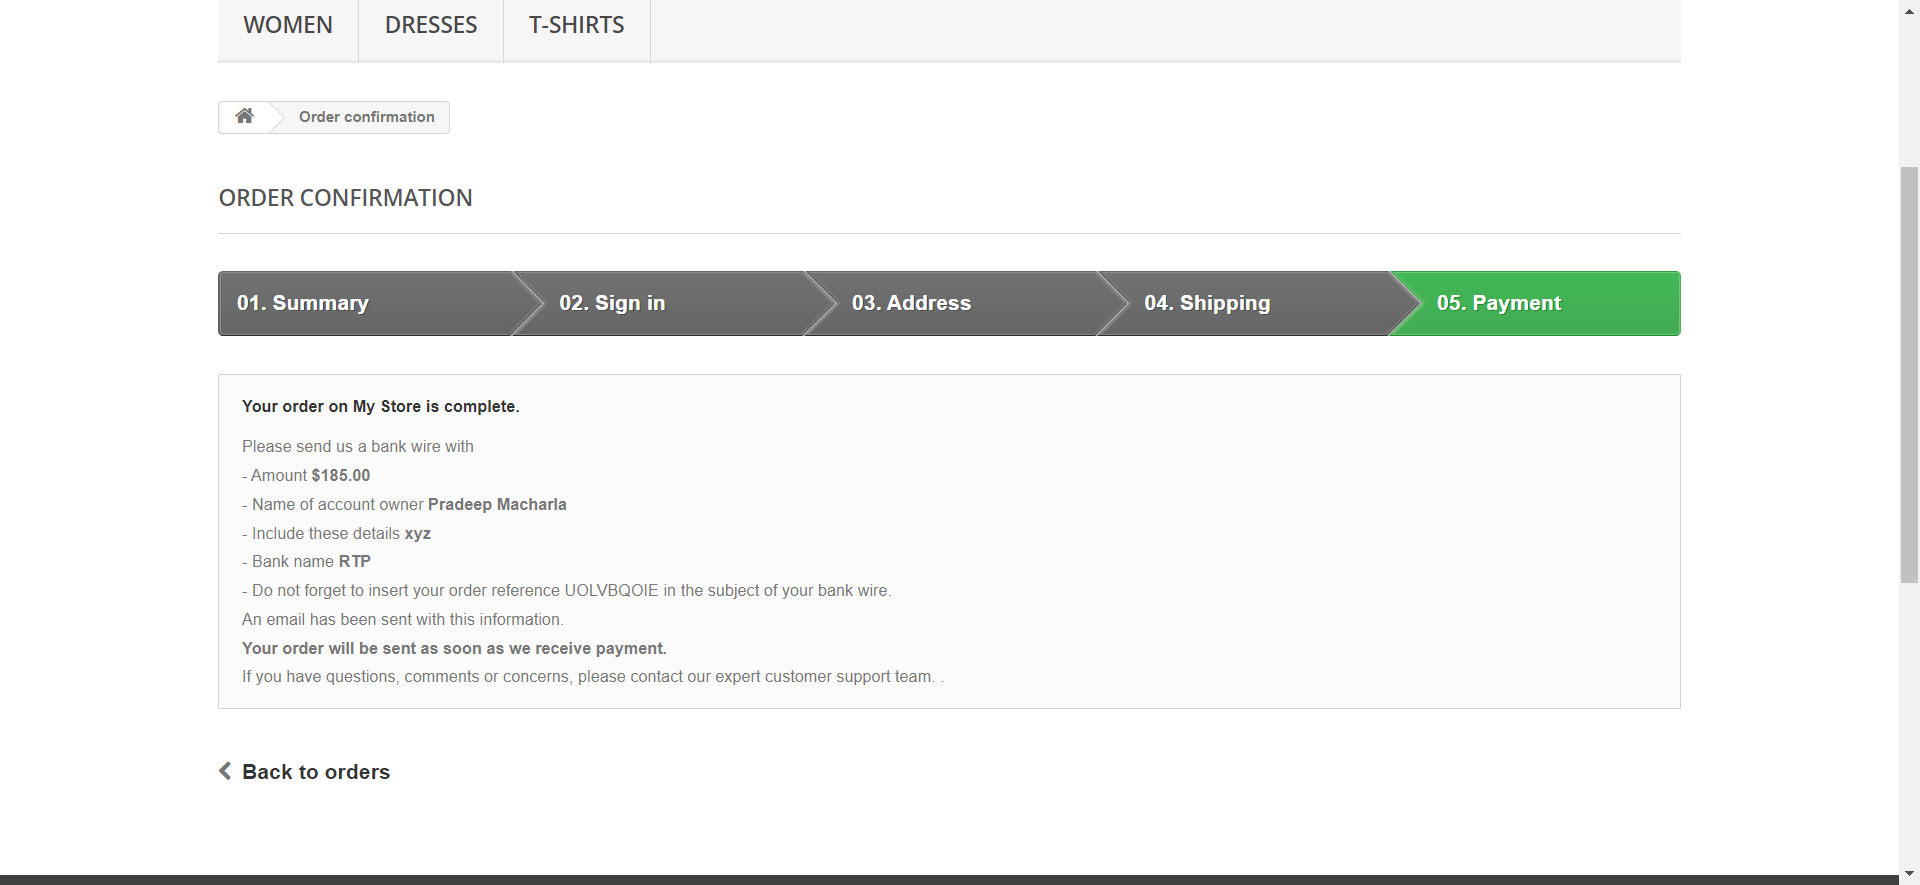 WOMEN DRESSES T-SHIRTS
Order confirmation
ORDER CONFIRMATION
01. Summary 02. Sign in 03. Address 04. Shipping 05. Payment
Your order on My Store is complete.
Please send us a bank wire with
- Amount $185.00
- Name of account owner Pradeep Macharla
- Include these details xyz
- Bank name RTP
- Do not forget to insert your order reference UOLVBQOIE in the subject of your bank wire.
An email has been sent with this information.
Your order will be sent as soon as we receive payment.
If you have questions, comments or concerns, please contact our expert customer support team. .
Back to orders